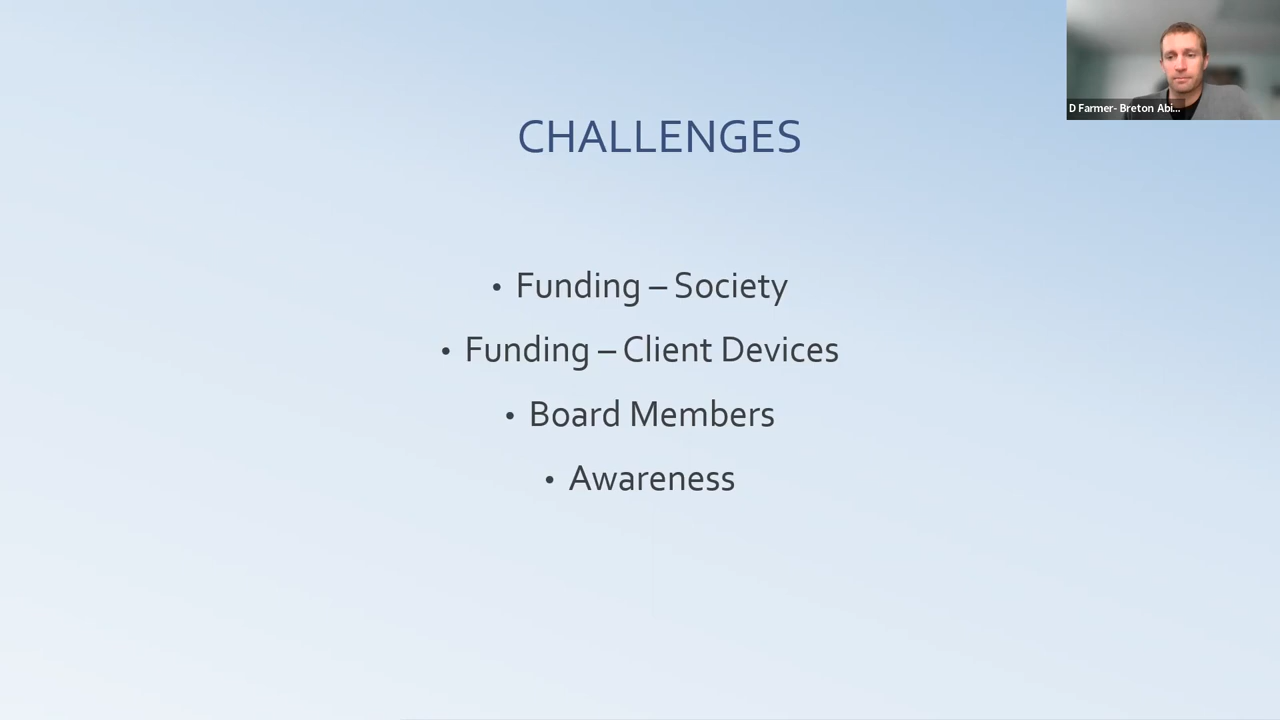 D Farmer- Breton Abi...
CHALLENGES
• Funding – Society
• Funding – Client Devices
• Board Members
• Awareness